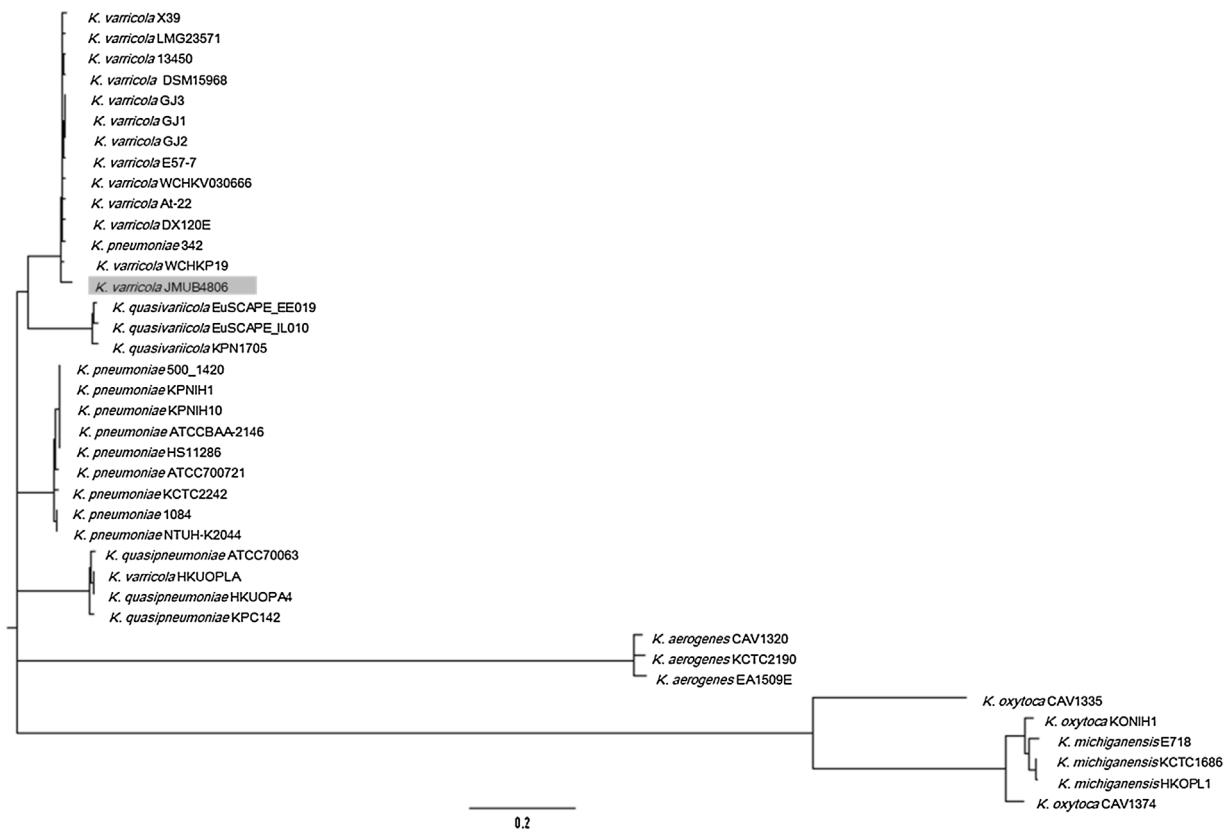 K. varricola X39
K. varricola LMG23571
K. varricola 13450
K. varricola DSM15968
K. varricola GJ3
K. varricola GJ1
K. varricola GJ2
K. varricola E57-7
K. varricola WCHKV030666
K. varricola At-22
K. varricola DX120E
K. pneumoniae 342
K. varricola WCHKP19
K. varricola JMUB4806
K. quasivariicola EuSCAPE_EE019
K. quasivariicola EuSCAPE_IL010
K. quasivariicola KPN1705
K. pneumoniae 500_1420
K. pneumoniae KPNIH1
K. pneumoniae KPNIH10
K. pneumoniae ATCCBAA-2146
K. pneumoniae HS11286
K. pneumoniae ATCC700721
K. pneumoniae KCTC2242
K. pneumoniae 1084
K. pneumoniae NTUH-K2044
K. quasipneumoniae ATCC70063
K. varricola HKUOPLA
K. quasipneumoniae HKUOPA4
K. quasipneumoniae KPC142
K. aerogenes CAV1320
K. aerogenes KCTC2190
K. aerogenes EA1509E
K. oxytoca CAV1335
K. oxytoca KONIH1
K. michiganensis E718
K. michiganensis KCTC1686
K. michiganensis HKOPL1
K. oxytoca CAV1374
0.2